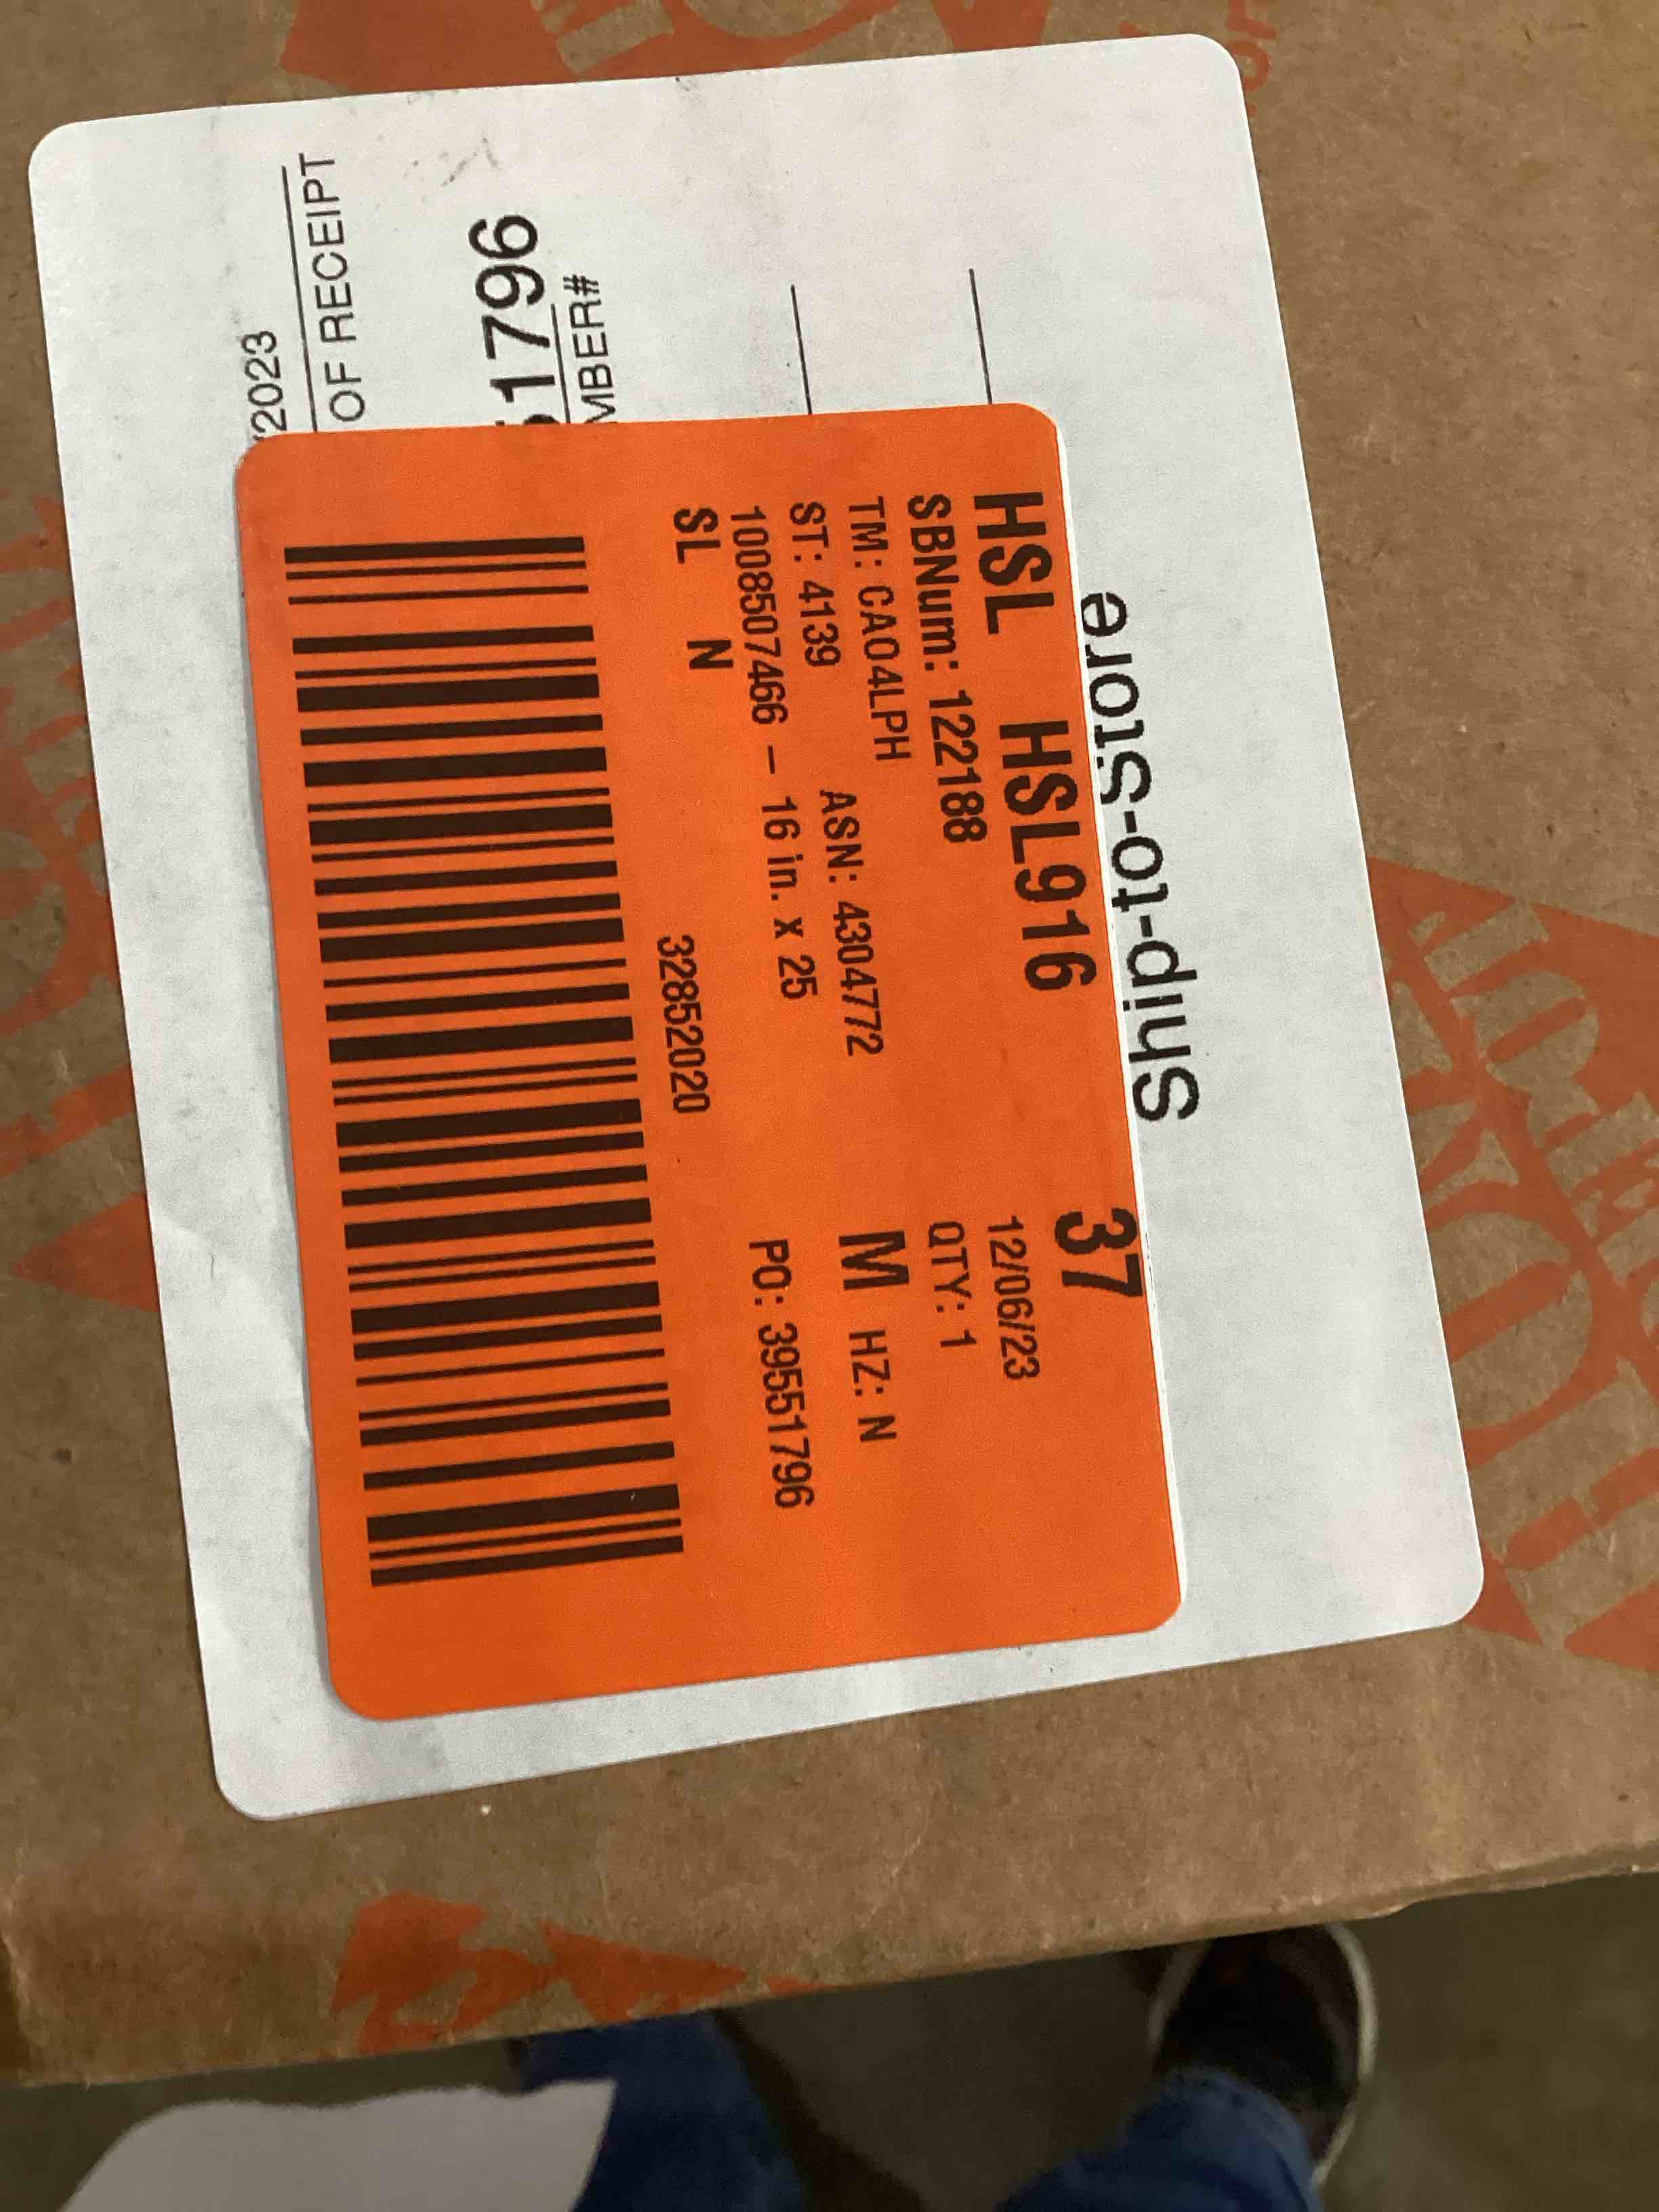 HSL HSL916 37
SBNum: 122188 12/06/23
TM: CA04LPH QTY: 1
ST: 4139 ASN: 4304772 M HZ: N
1008507466 - 16 in. x 25
SL N PO: 39551796
32852020
Ship-to-Store
/2023
OF RECEIPT
1796
MBER#